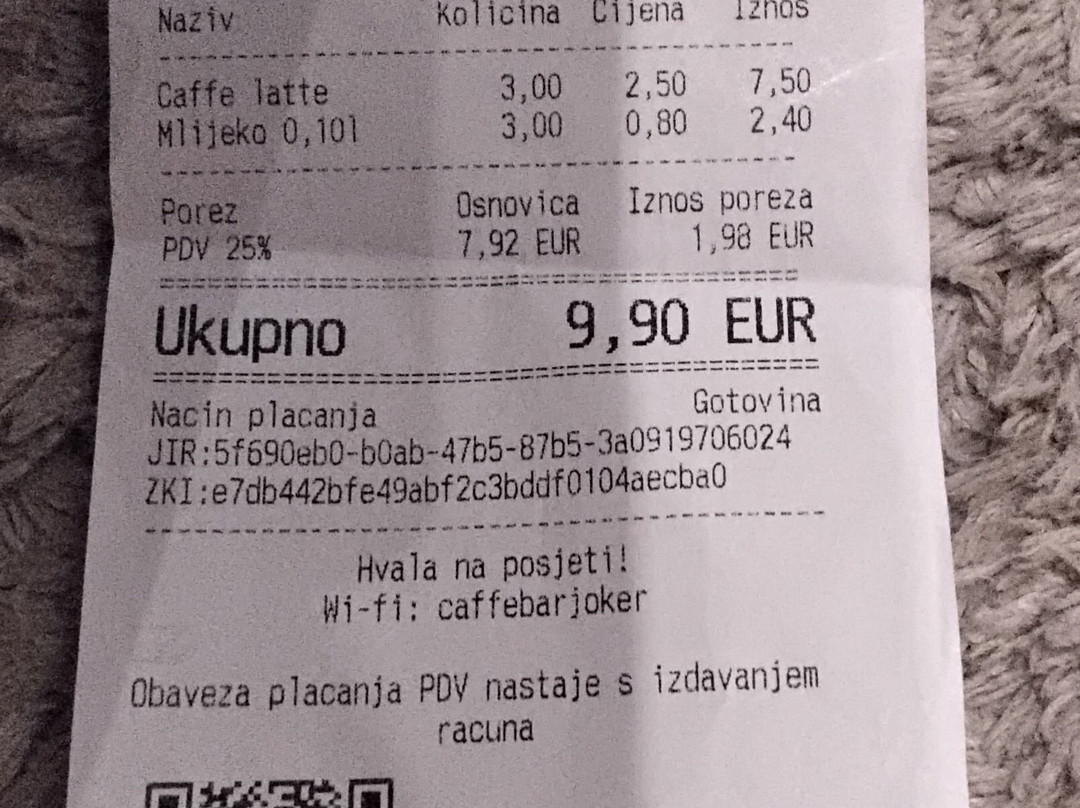 Naziv Kolicina Cijena Iznos
Caffe latte 3,00 2,50 7,50
Mlijeko 0,10l 3,00 0,80 2,40
Porez Osnovica Iznos poreza
PDV 25% 7,92 EUR 1,98 EUR
Ukupno 9,90 EUR
Nacin placanja Gotovina
JIR:5f690eb0-b0ab-47b5-87b5-3a0919706024
ZKI:e7db442bfe49abf2c3bddf0104aecba0
Hvala na posjeti!
Wi-fi: caffebarjoker
Obaveza placanja PDV nastaje s izdavanjem
racuna